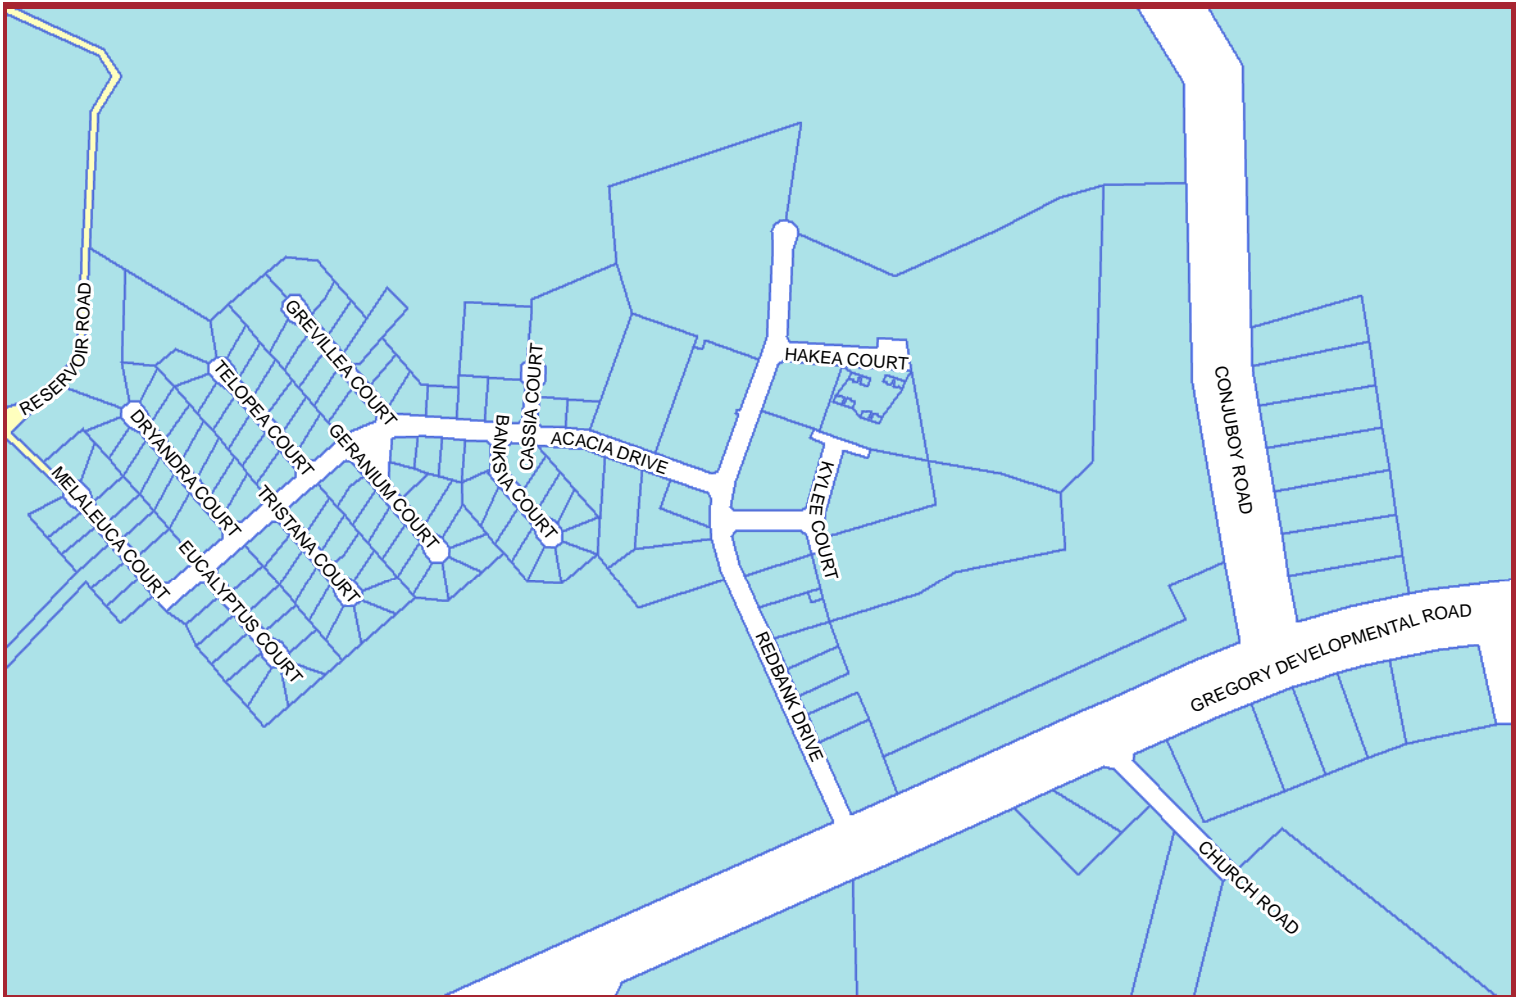 RESERVOIR ROAD
GREVILLEA COURT
TELOPEA COURT
DRYANDRA COURT
GERANIUM COURT
MELALEUCA COURT
TRISTANA COURT
EUCALYPTUS COURT
BANKSIA COURT
CASSIA COURT
ACACIA DRIVE
HAKEA COURT
KYLEE COURT
REDBANK DRIVE
CONJUBOY ROAD
GREGORY DEVELOPMENTAL ROAD
CHURCH ROAD